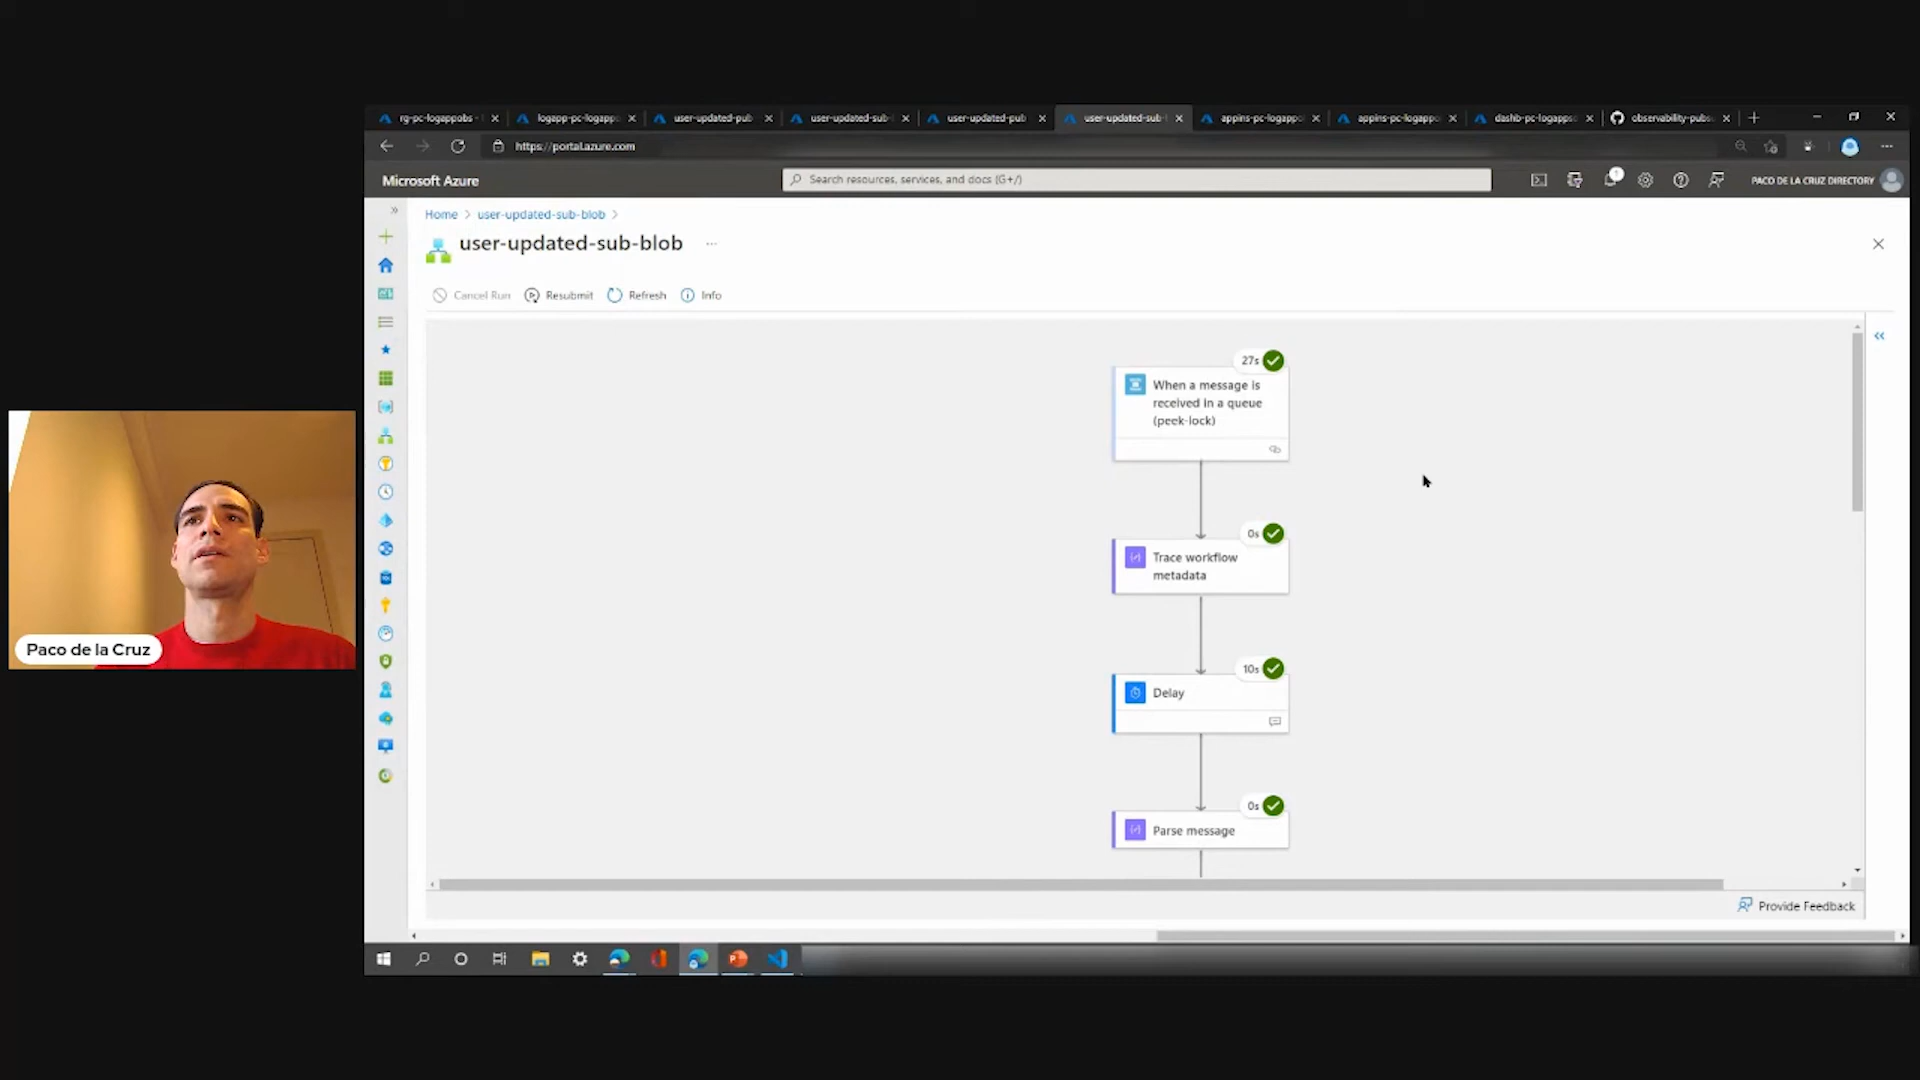 rg-pc-logappobs -
logapp-pc-logapp
user-updated-pub
user-updated-sub-
user-updated-pub
user-updated-sub-
appins-pc-logappo
appins-pc-logappo
dashb-pc-logapps
observability-pubs
https://portal.azure.com
Microsoft Azure
Search resources, services, and docs (G+/)
PACO DE LA CRUZ DIRECTORY
Home > user-updated-sub-blob >
user-updated-sub-blob ...
Cancel Run
Resubmit
Refresh
Info
27s
When a message is
received in a queue
(peek-lock)
0s
Trace workflow
metadata
10s
Delay
0s
Parse message
Provide Feedback
Paco de la Cruz